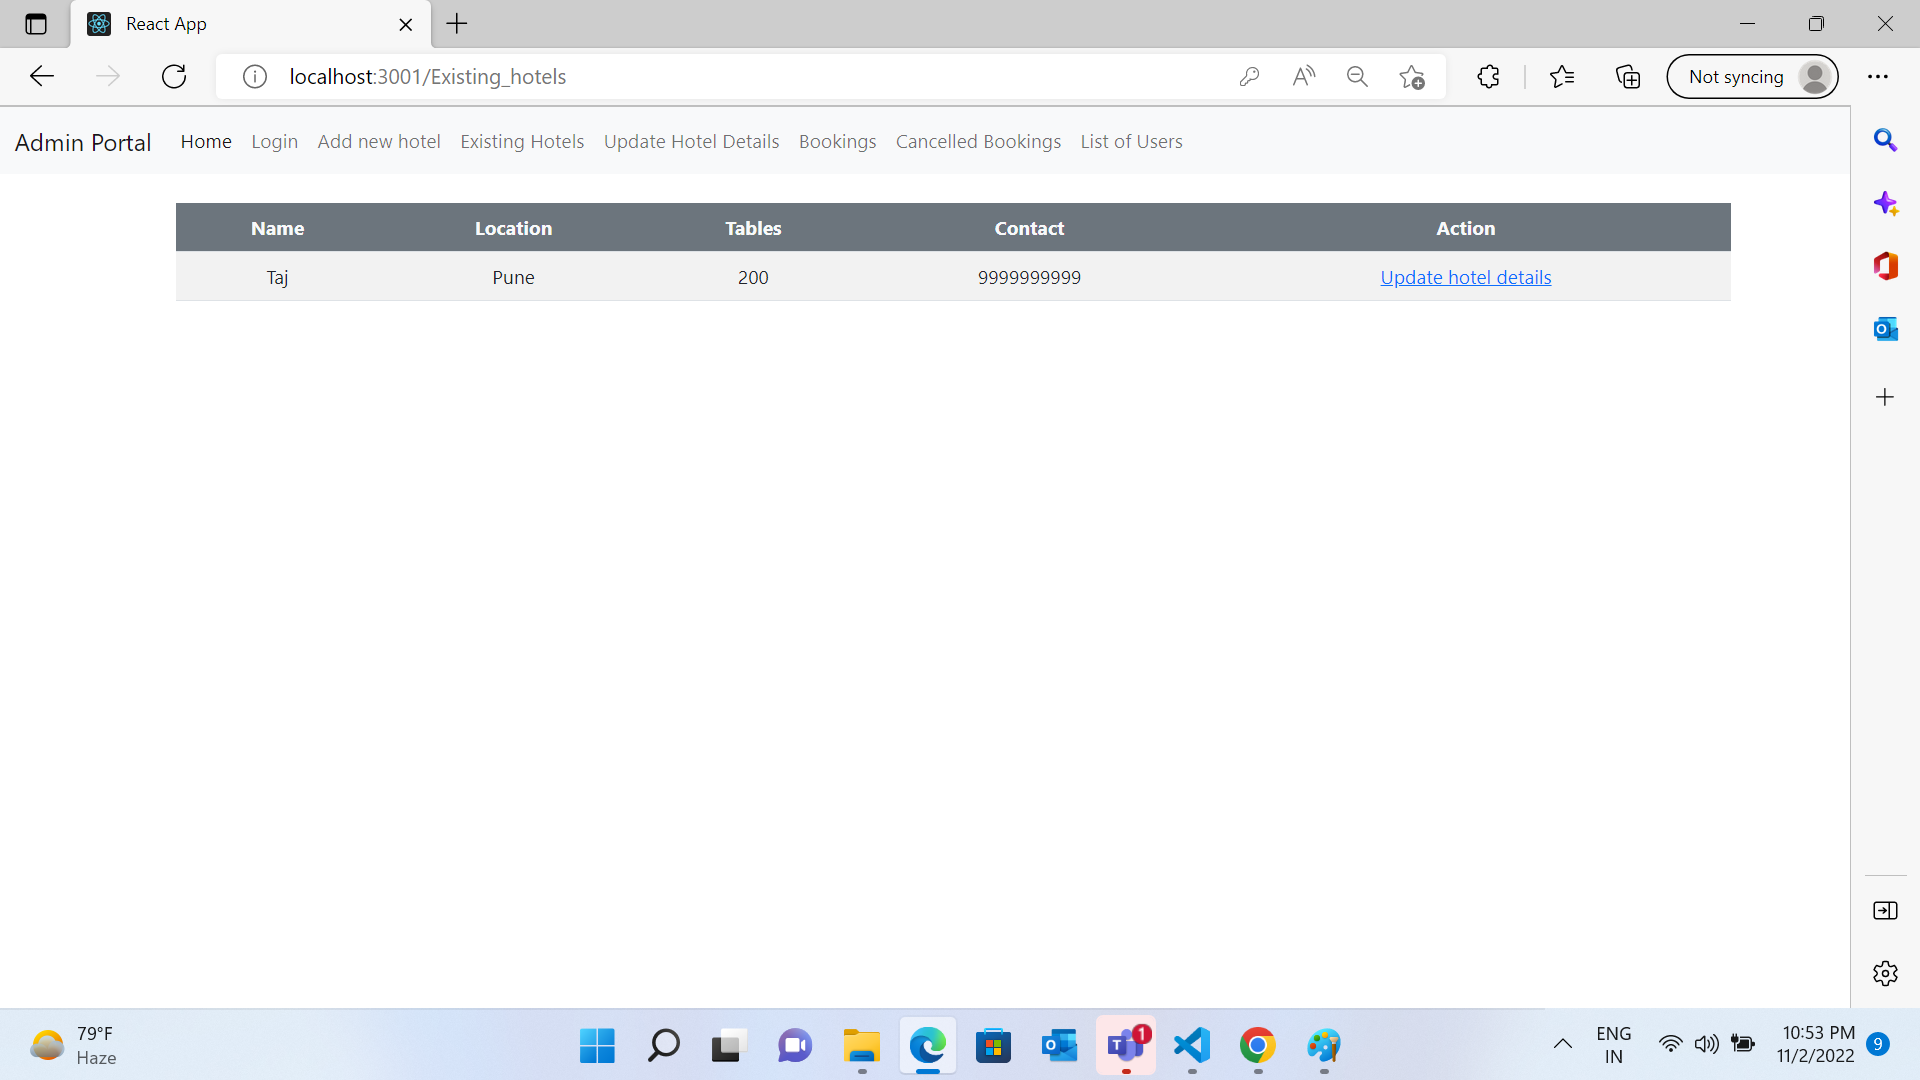 React App
localhost:3001/Existing_hotels
Not syncing
Admin Portal Home Login Add new hotel Existing Hotels Update Hotel Details Bookings Cancelled Bookings List of Users
Name Location Tables Contact Action
Taj Pune 200 9999999999 Update hotel details
79°F
Haze
1
ENG
IN
10:53 PM
11/2/2022
9